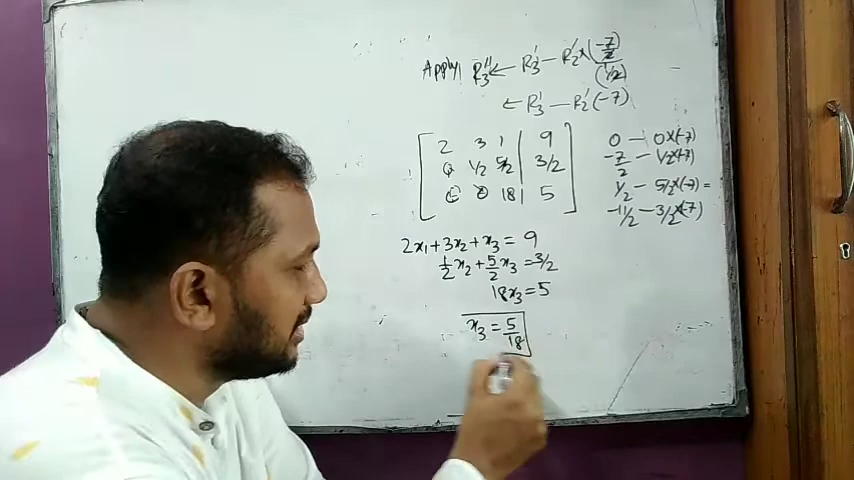 Apply R₃'' ← R₃' - R₂' × (-7/2)/(1/2)
← R₃' - R₂' (-7)
2 3 1 | 9
0 1/2 5/2 | 3/2
0 0 18 | 5
0 - 0×(-7)
-7/2 - 1/2×(-7)
1/2 - 5/2×(-7) =
-11/2 - 3/2×(-7)
2x₁+3x₂+x₃ = 9
1/2 x₂ + 5/2 x₃ = 3/2
18x₃ = 5
x₃ = 5/18